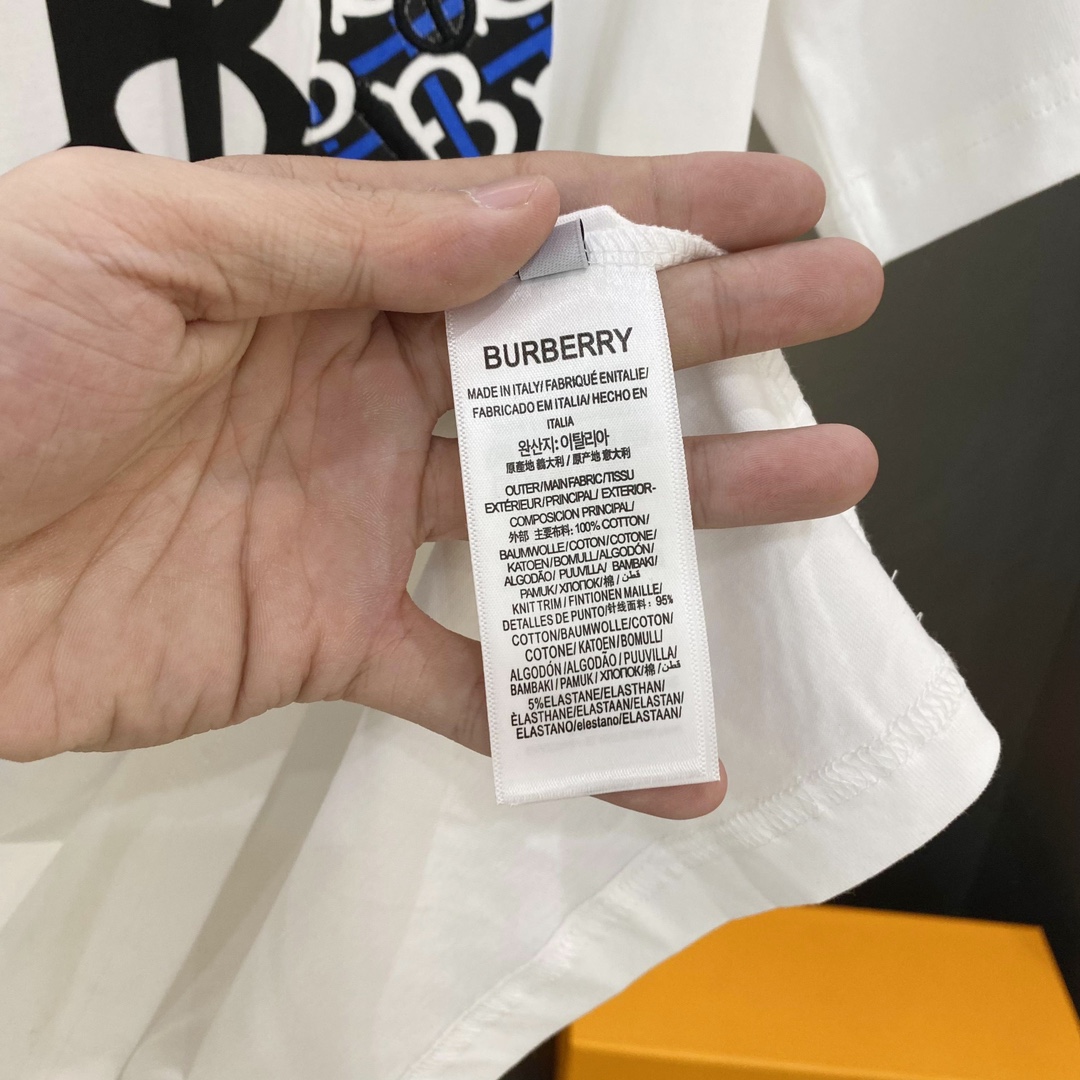 BURBERRY
MADE IN ITALY/ FABRIQUÉ ENITALIE/
FABRICADO EM ITALIA/ HECHO EN
ITALIA
완산지: 이탈리아
原產地 義大利 / 原产地 意大利
OUTER/MAIN FABRIC/TISSU
EXTÉRIEUR/PRINCIPAL/ EXTERIOR-
COMPOSICION PRINCIPAL/
外部 主要布料: 100% COTTON/
BAUMWOLLE/COTON/COTONE/
KATOEN/BOMULL/ALGODÓN/
ALGODÃO/ PUUVILLA/ BAMBAKI/
PAMUK/ХЛОПОК/棉 / قطن/
KNIT TRIM / FINTIONEN MAILLE/
DETALLES DE PUNTO/针线面料: 95%
COTTON/BAUMWOLLE/COTON/
COTONE/ KATOEN/BOMULL/
ALGODÓN /ALGODÃO / PUUVILLA/
BAMBAKI / PAMUK / ХЛОПОК/棉 / قطن/
5%ELASTANE/ELASTHAN/
ÈLASTHANE/ELASTAAN/ELASTAN/
ELASTANO/elestano/ELASTAAN/